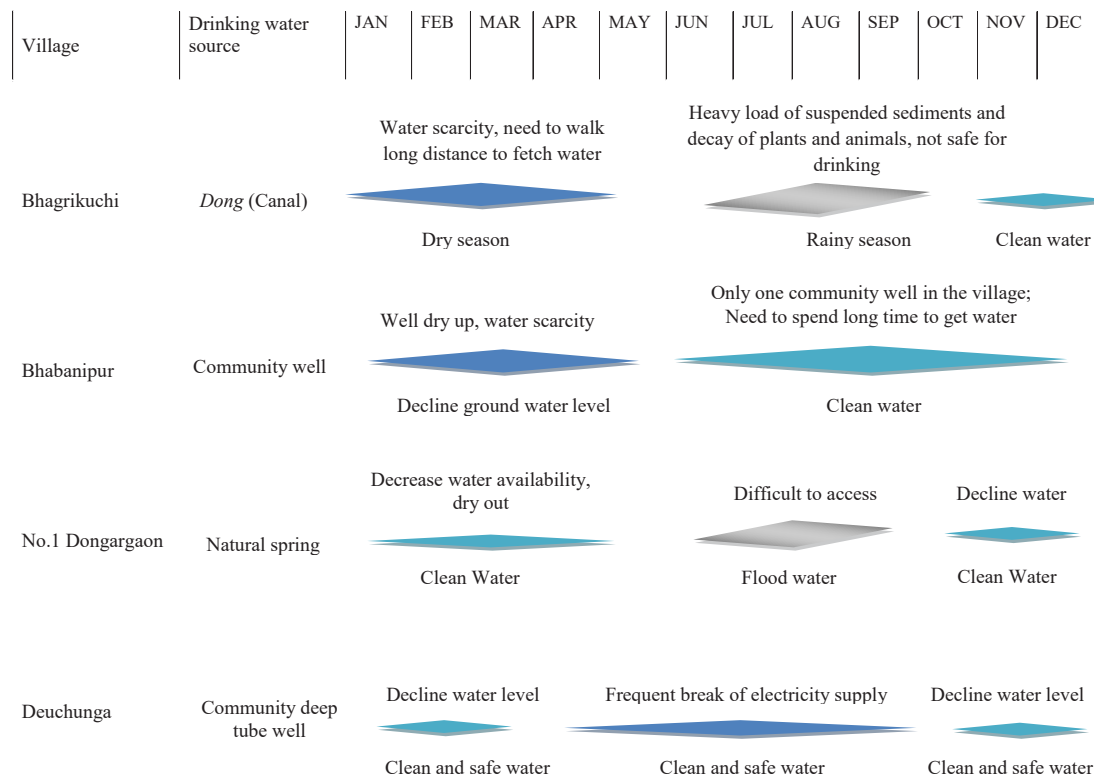 Village
Drinking water
source
JAN FEB MAR APR MAY JUN JUL AUG SEP OCT NOV DEC
Water scarcity, need to walk
long distance to fetch water
Heavy load of suspended sediments and
decay of plants and animals, not safe for
drinking
Bhagrikuchi
Dong (Canal)
Dry season
Rainy season
Clean water
Well dry up, water scarcity
Only one community well in the village;
Need to spend long time to get water
Bhabanipur
Community well
Decline ground water level
Clean water
Decrease water availability,
dry out
Difficult to access
Decline water
No.1 Dongargaon
Natural spring
Clean Water
Flood water
Clean Water
Decline water level
Frequent break of electricity supply
Decline water level
Deuchunga
Community deep
tube well
Clean and safe water
Clean and safe water
Clean and safe water